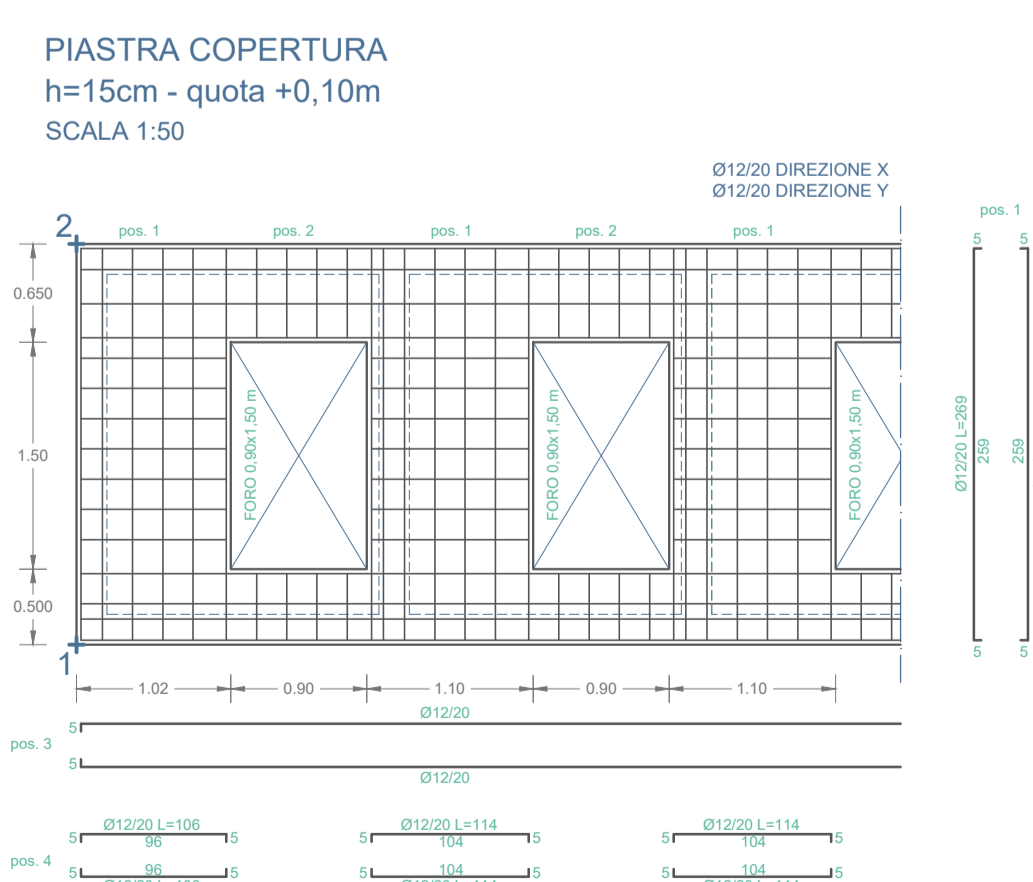 PIASTRA COPERTURA
h=15cm - quota +0,10m
SCALA 1:50
Ø12/20 DIREZIONE X
Ø12/20 DIREZIONE Y
pos. 1
2
pos. 1
pos. 2
pos. 1
pos. 2
pos. 1
5
5
0.650
1.50
0.500
FORO 0,90x1,50 m
FORO 0,90x1,50 m
FORO 0,90x1,50 m
Ø12/20 L=269
259
259
5
5
1
1.02
0.90
1.10
0.90
1.10
Ø12/20
5
pos. 3
5
Ø12/20
Ø12/20 L=106
Ø12/20 L=114
Ø12/20 L=114
5
96
5
5
104
5
5
104
5
pos. 4
5
96
5
5
104
5
5
104
5